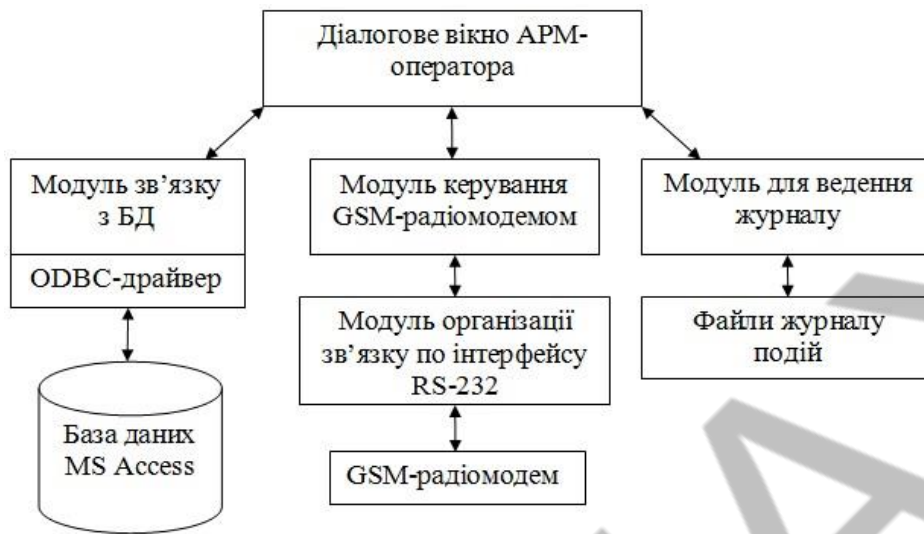 Діалогове вікно АРМ-
оператора
Модуль зв’язку
з БД
ODBC-драйвер
База даних
MS Access
Модуль керування
GSM-радіомодемом
Модуль організації
зв’язку по інтерфейсу
RS-232
GSM-радіомодем
Модуль для ведення
журналу
Файли журналу
подій